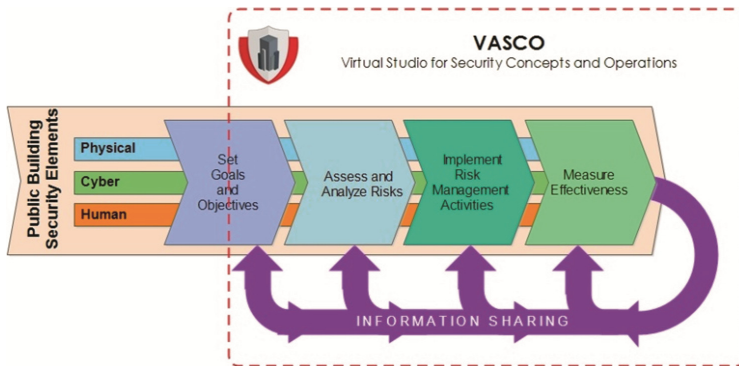 VASCO
Virtual Studio for Security Concepts and Operations
Public Building
Security Elements
Physical
Cyber
Human
Set
Goals
and
Objectives
Assess and
Analyze Risks
Implement
Risk
Management
Activities
Measure
Effectiveness
INFORMATION SHARING